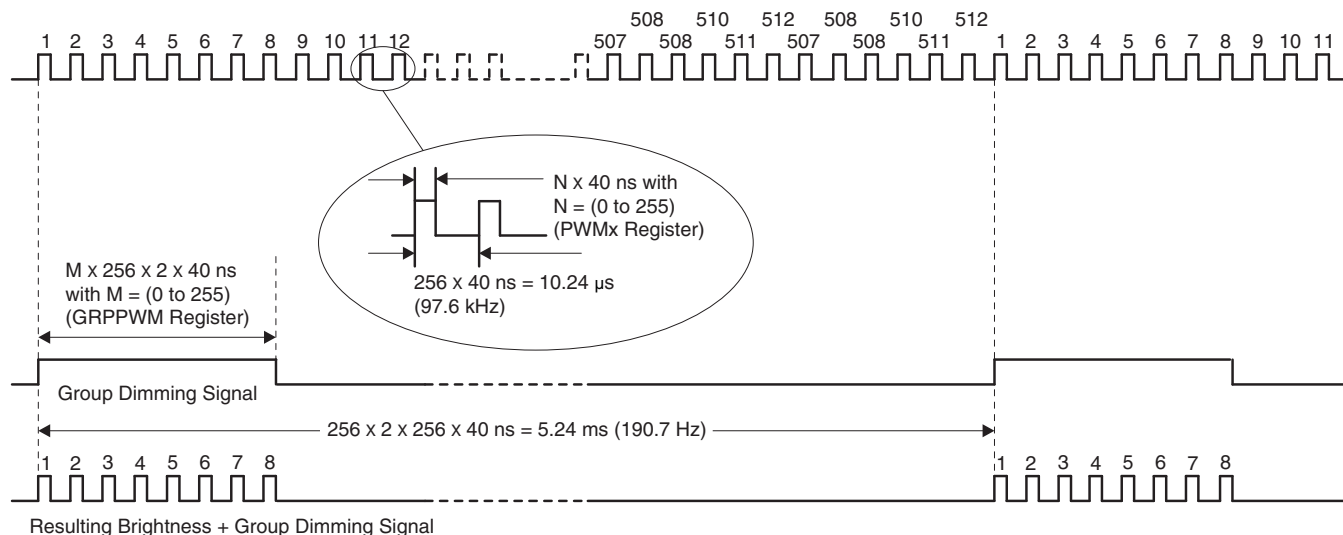 508 510 512 508 510 512
1 2 3 4 5 6 7 8 9 10 11 12 507 508 511 507 508 511 1 2 3 4 5 6 7 8 9 10 11
N x 40 ns with
N = (0 to 255)
(PWMx Register)
256 x 40 ns = 10.24 µs
(97.6 kHz)
M x 256 x 2 x 40 ns
with M = (0 to 255)
(GRPPWM Register)
Group Dimming Signal
256 x 2 x 256 x 40 ns = 5.24 ms (190.7 Hz)
1 2 3 4 5 6 7 8 1 2 3 4 5 6 7 8
Resulting Brightness + Group Dimming Signal